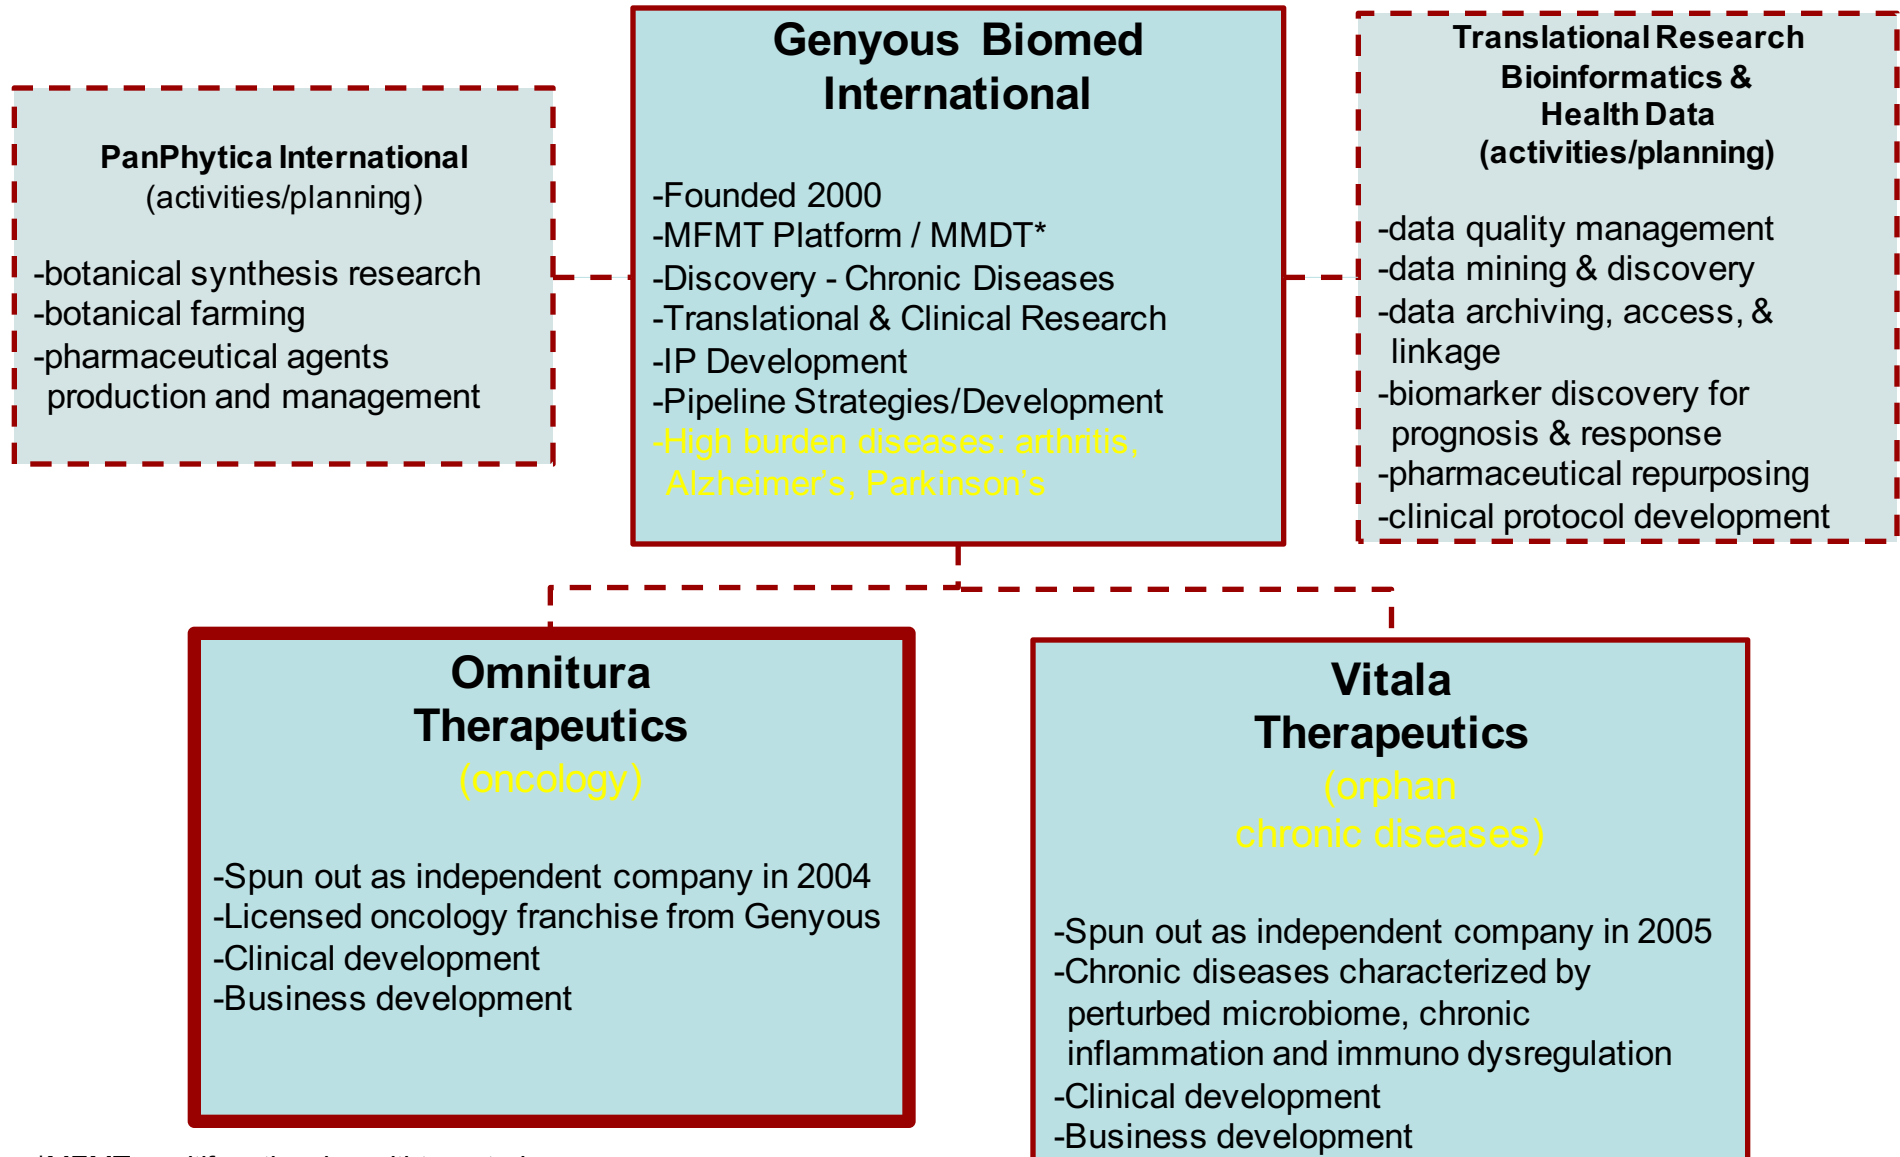 Genyous Biomed
International
-Founded 2000
-MFMT Platform / MMDT*
-Discovery - Chronic Diseases
-Translational & Clinical Research
-IP Development
-Pipeline Strategies/Development
-High burden diseases: arthritis,
Alzheimer's, Parkinson's
PanPhytica International
(activities/planning)
-botanical synthesis research
-botanical farming
-pharmaceutical agents
production and management
Translational Research
Bioinformatics &
Health Data
(activities/planning)
-data quality management
-data mining & discovery
-data archiving, access, &
linkage
-biomarker discovery for
prognosis & response
-pharmaceutical repurposing
-clinical protocol development
Omnitura
Therapeutics
(oncology)
-Spun out as independent company in 2004
-Licensed oncology franchise from Genyous
-Clinical development
-Business development
Vitala
Therapeutics
(orphan
chronic diseases)
-Spun out as independent company in 2005
-Chronic diseases characterized by
perturbed microbiome, chronic
inflammation and immuno dysregulation
-Clinical development
-Business development